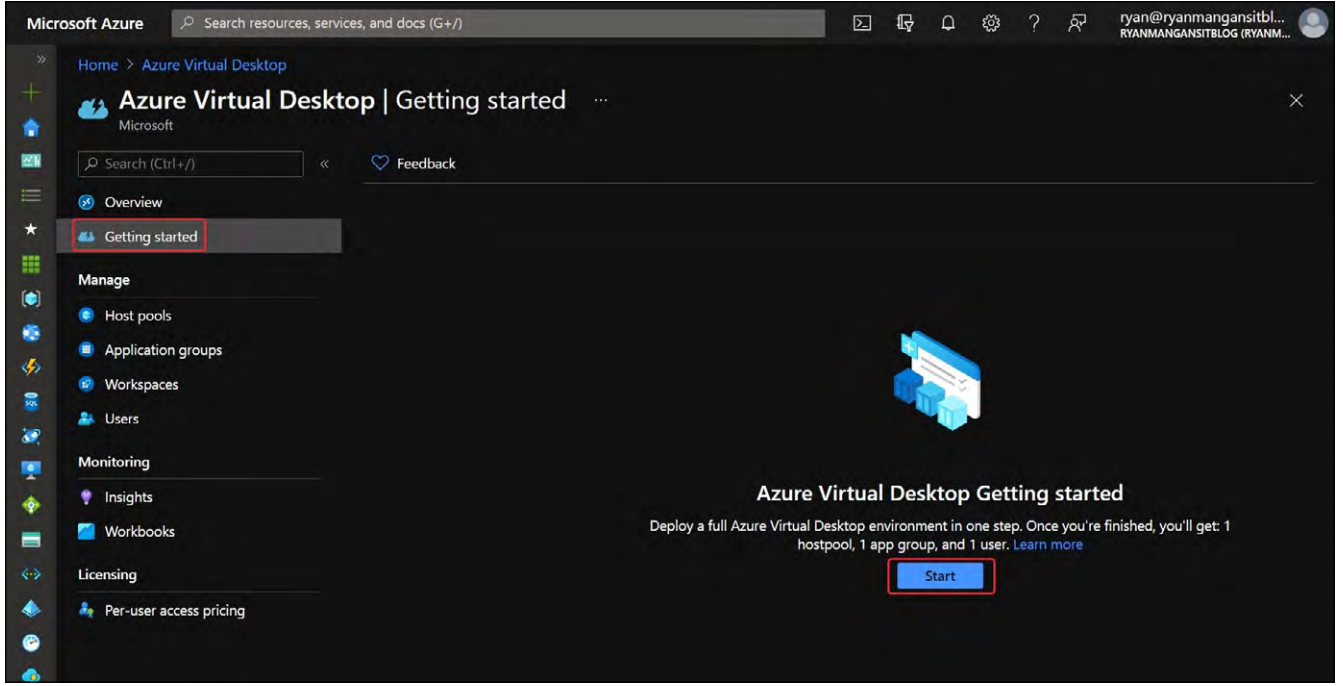 Microsoft Azure
Search resources, services, and docs (G+/)
ryan@ryanmangansitbl...
RYANMANGANSITBLOG (RYANM...
Home > Azure Virtual Desktop
Azure Virtual Desktop | Getting started ...
Microsoft
Search (Ctrl+/)
Feedback
Overview
Getting started
Manage
Host pools
Application groups
Workspaces
Users
Monitoring
Insights
Workbooks
Licensing
Per-user access pricing
Azure Virtual Desktop Getting started
Deploy a full Azure Virtual Desktop environment in one step. Once you're finished, you'll get: 1
hostpool, 1 app group, and 1 user. Learn more
Start